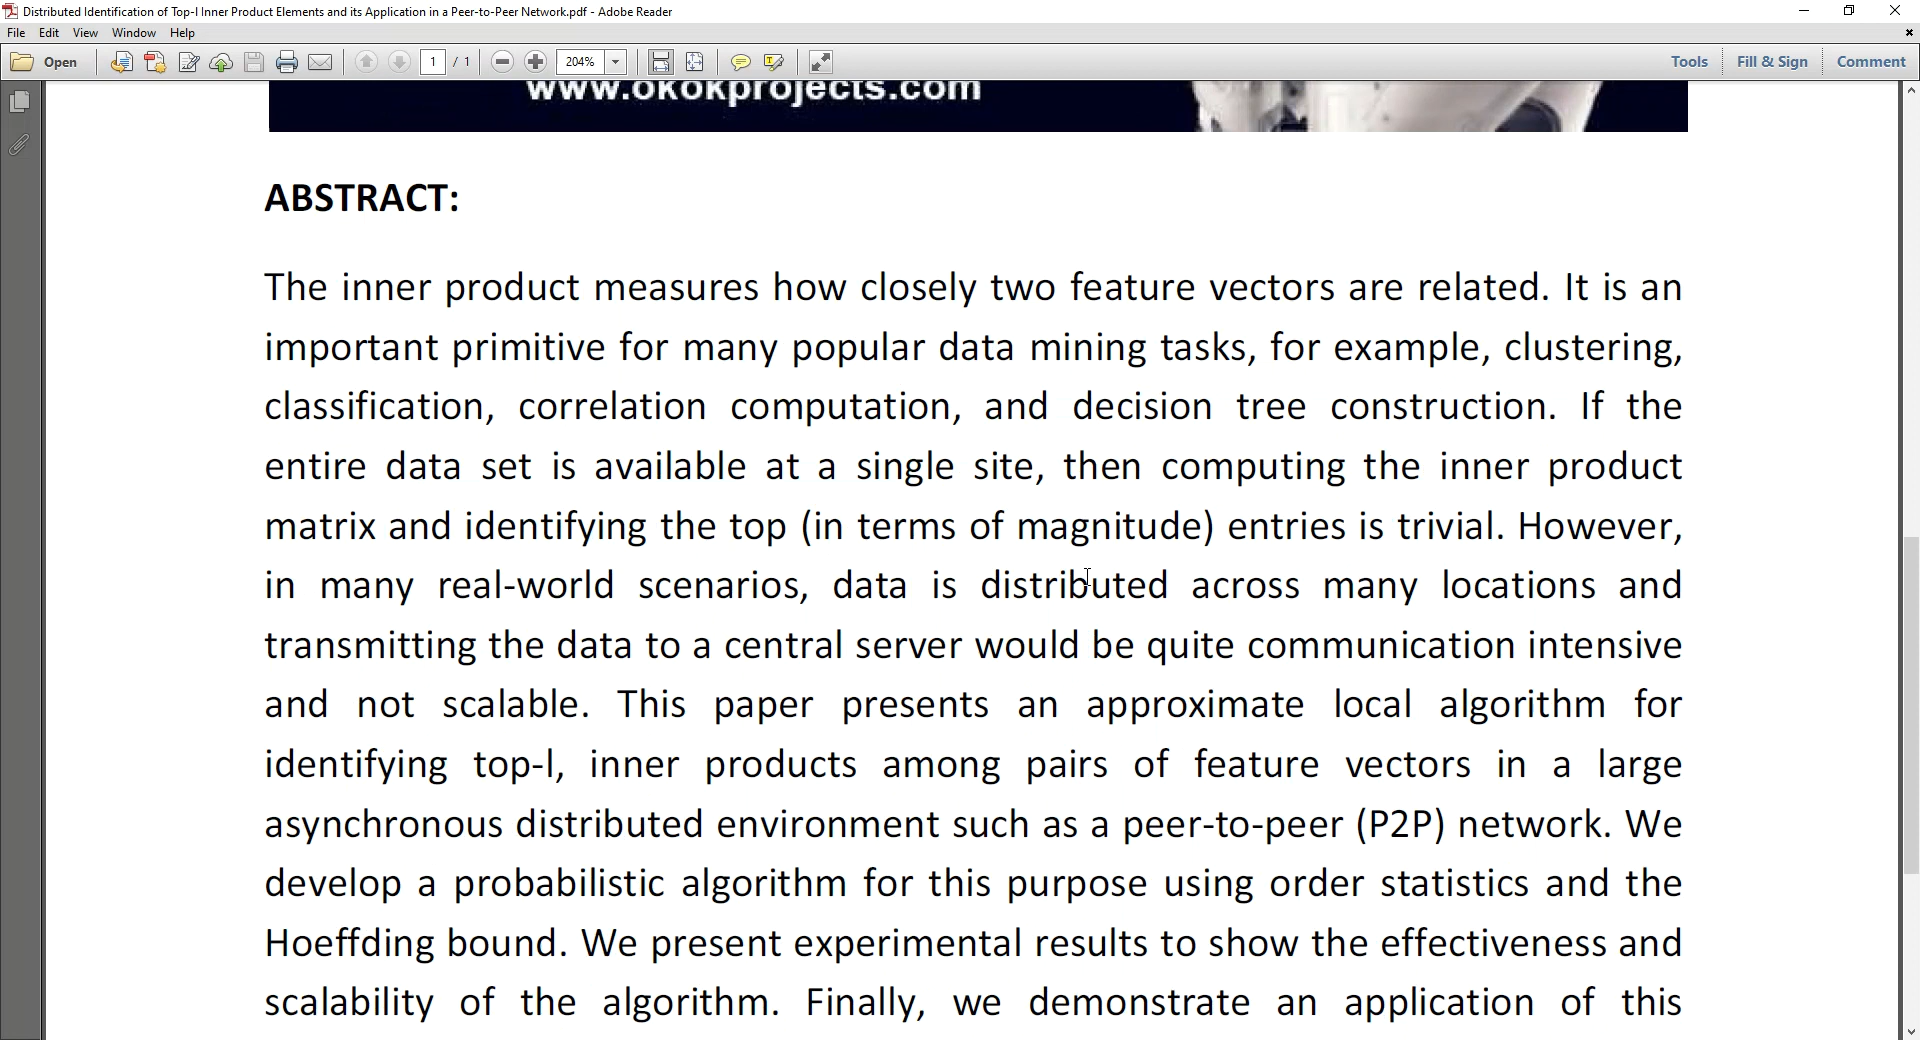 Distributed Identification of Top-l Inner Product Elements and its Application in a Peer-to-Peer Network.pdf - Adobe Reader
File Edit View Window Help
Open 1 / 1 204% Tools Fill & Sign Comment
www.okokprojects.com
ABSTRACT:
The inner product measures how closely two feature vectors are related. It is an
important primitive for many popular data mining tasks, for example, clustering,
classification, correlation computation, and decision tree construction. If the
entire data set is available at a single site, then computing the inner product
matrix and identifying the top (in terms of magnitude) entries is trivial. However,
in many real-world scenarios, data is distributed across many locations and
transmitting the data to a central server would be quite communication intensive
and not scalable. This paper presents an approximate local algorithm for
identifying top-l, inner products among pairs of feature vectors in a large
asynchronous distributed environment such as a peer-to-peer (P2P) network. We
develop a probabilistic algorithm for this purpose using order statistics and the
Hoeffding bound. We present experimental results to show the effectiveness and
scalability of the algorithm. Finally, we demonstrate an application of this